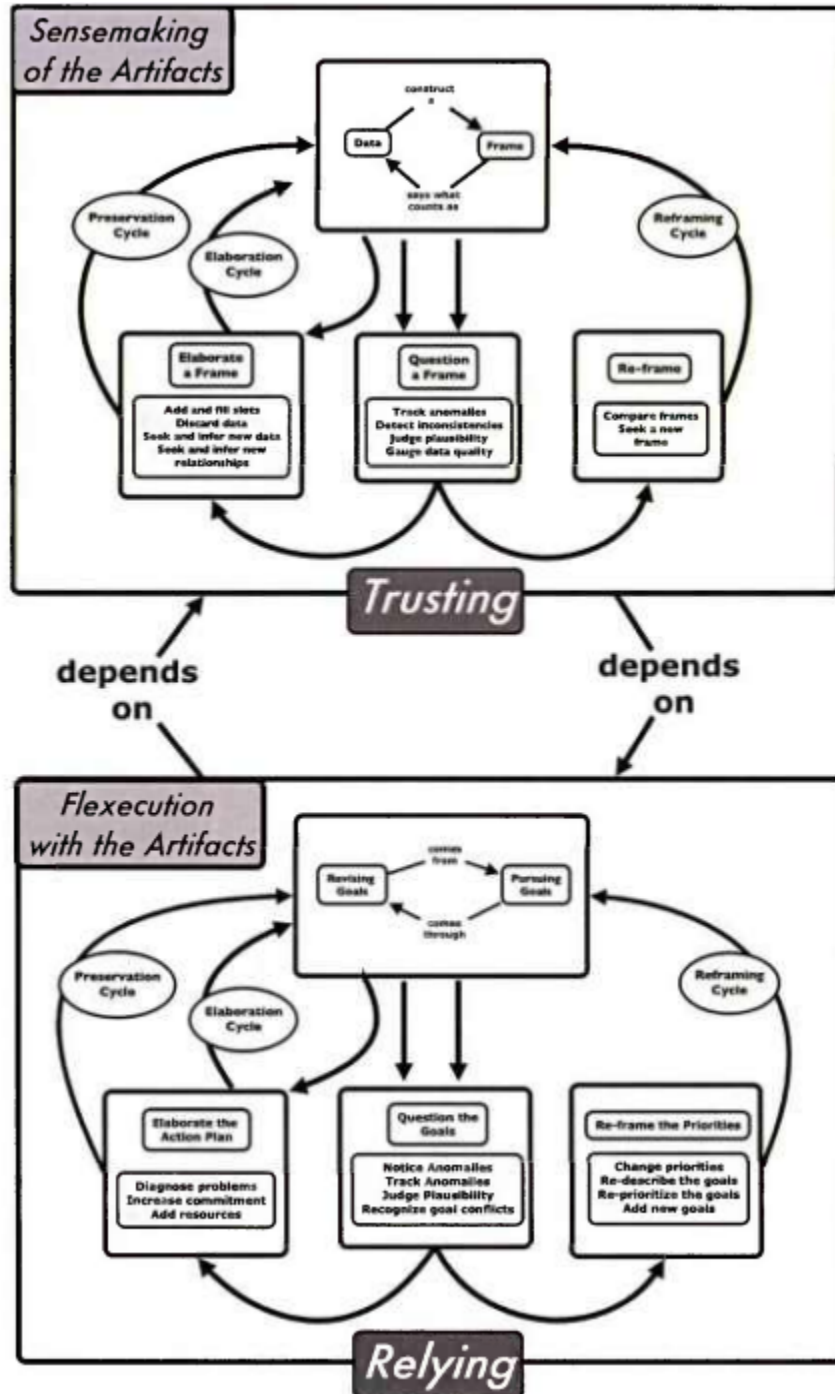 Sensemaking
of the Artifacts
construct
a
Data
Frame
says what
counts as
Preservation
Cycle
Elaboration
Cycle
Reframing
Cycle
Elaborate
a Frame
Add and fill slots
Discard data
Seek and infer new data
Seek and infer new
relationships
Question
a Frame
Track anomalies
Detect inconsistencies
Judge plausibility
Gauge data quality
Re-frame
Compare frames
Seek a new
frame
Trusting
depends
on
depends
on
Flexecution
with the Artifacts
comes
from
Revising
Goals
Pursuing
Goals
comes
through
Preservation
Cycle
Elaboration
Cycle
Reframing
Cycle
Elaborate the
Action Plan
Diagnose problems
Increase commitment
Add resources
Question the
Goals
Notice Anomalies
Track Anomalies
Judge Plausibility
Recognize goal conflicts
Re-frame the Priorities
Change priorities
Re-describe the goals
Re-prioritize the goals
Add new goals
Relying